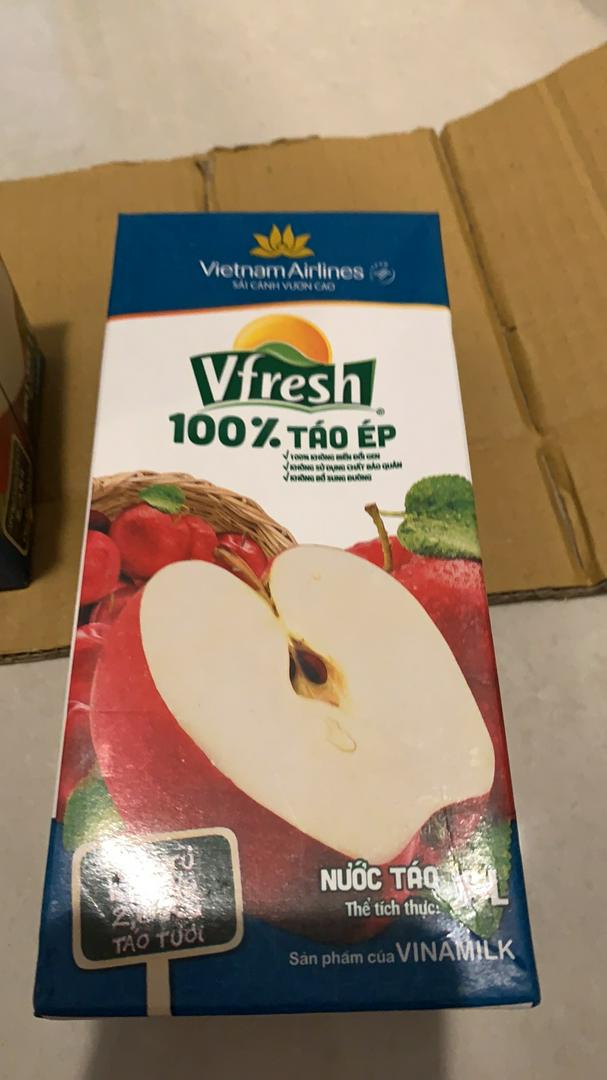 Vietnam Airlines
SẢI CÁNH VƯƠN CAO
Vfresh
100% TÁO ÉP
100% KHÔNG BIẾN ĐỔI GEN
KHÔNG SỬ DỤNG CHẤT BẢO QUẢN
KHÔNG BỔ SUNG ĐƯỜNG
TÁO TƯƠI
NƯỚC TÁO
Thể tích thực:
Sản phẩm của VINAMILK